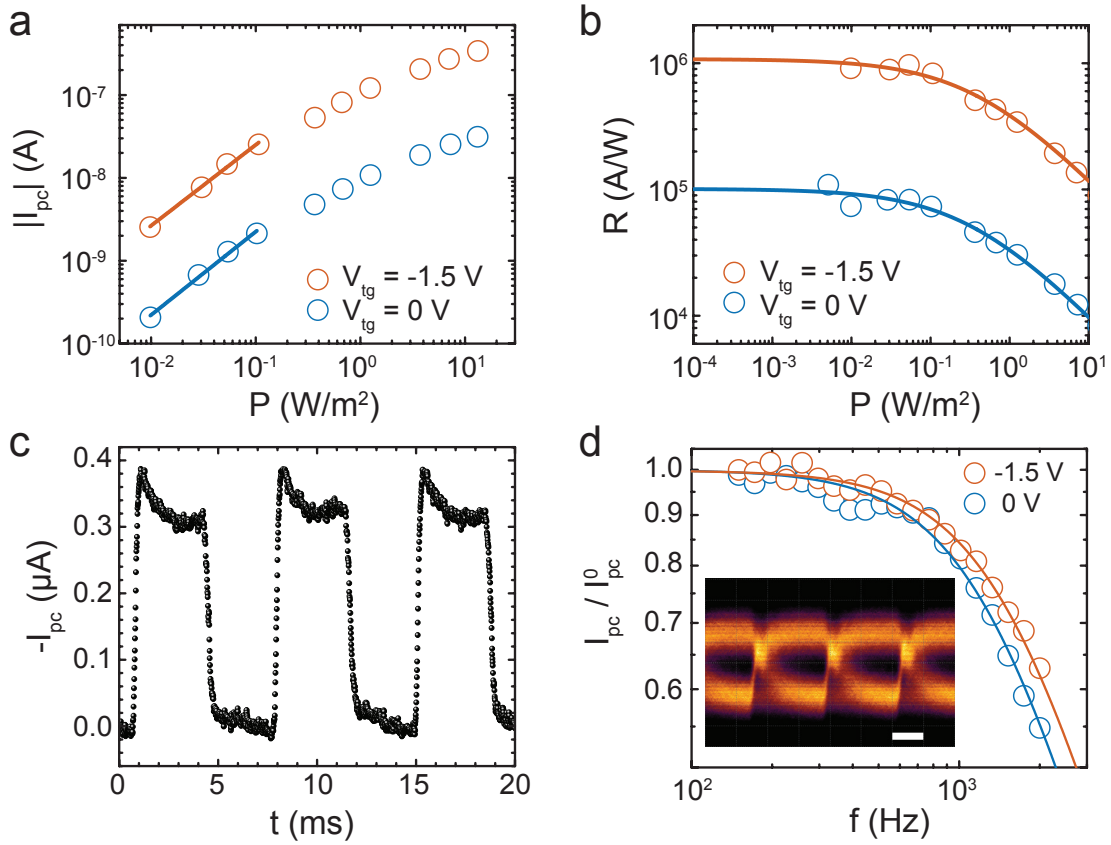 a
|I_pc| (A)
10^-7
10^-8
10^-9
10^-10
V_tg = -1.5 V
V_tg = 0 V
10^-2 10^-1 10^0 10^1
P (W/m²)
b
R (A/W)
10^6
10^5
10^4
V_tg = -1.5 V
V_tg = 0 V
10^-4 10^-3 10^-2 10^-1 10^0 10^1
P (W/m²)
c
-I_pc (µA)
0.4
0.3
0.2
0.1
0.0
0 5 10 15 20
t (ms)
d
I_pc / I^0_pc
1.0
0.9
0.8
0.7
0.6
-1.5 V
0 V
10^2 10^3
f (Hz)